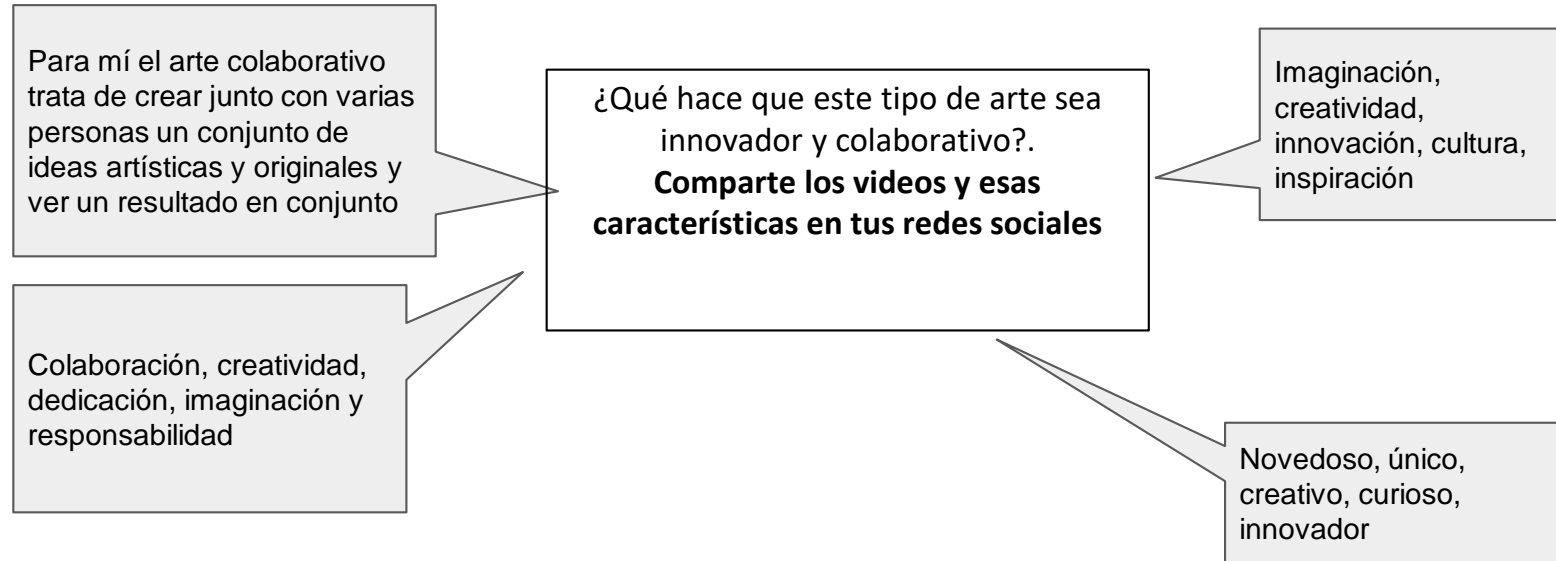 Para mí el arte colaborativo
trata de crear junto con varias
personas un conjunto de
ideas artísticas y originales y
ver un resultado en conjunto
¿Qué hace que este tipo de arte sea
innovador y colaborativo?.
Comparte los videos y esas
características en tus redes sociales
Imaginación,
creatividad,
innovación, cultura,
inspiración
Colaboración, creatividad,
dedicación, imaginación y
responsabilidad
Novedoso, único,
creativo, curioso,
innovador